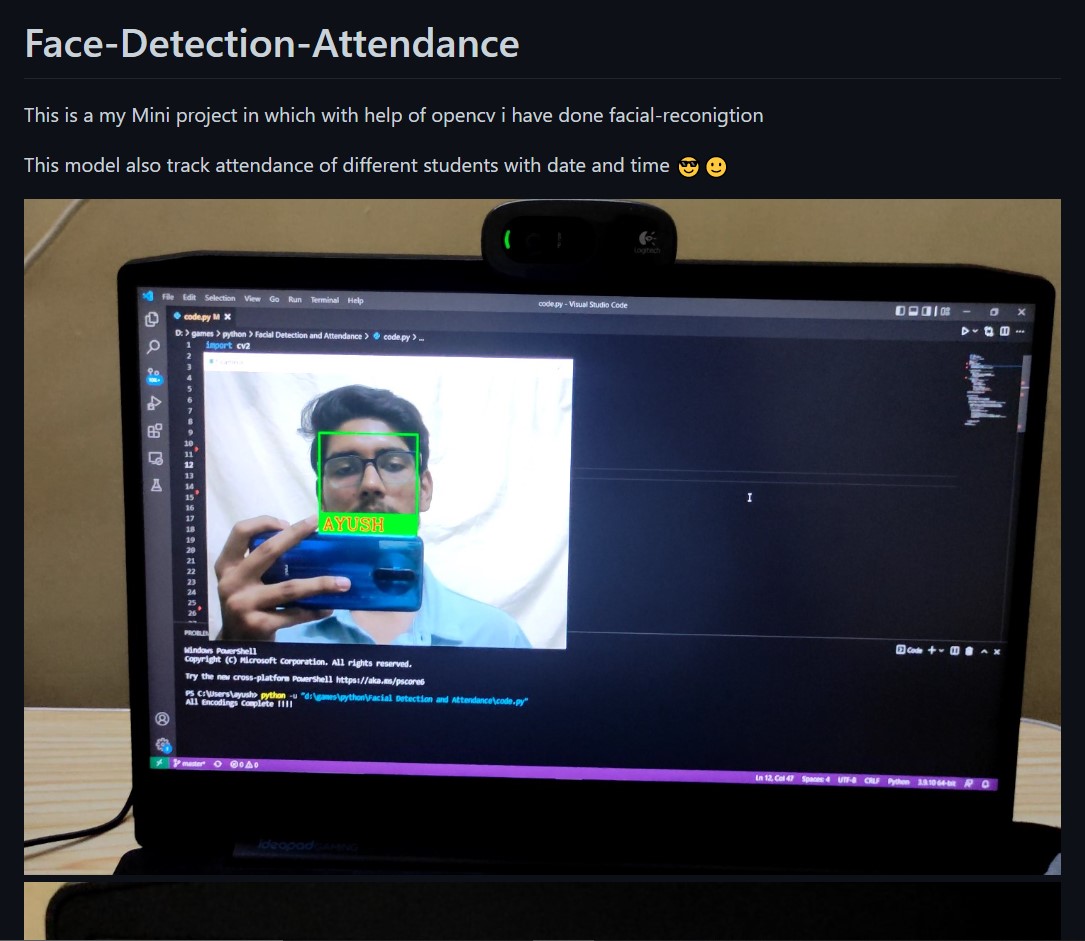 Face-Detection-Attendance
This is a my Mini project in which with help of opencv i have done facial-reconigtion
This model also track attendance of different students with date and time 😎 🙂
logitech
File Edit Selection View Go Run Terminal Help
code.py - Visual Studio Code
code.py M
D: > games > python > Facial Detection and Attendance > code.py > ...
1 import cv2
2
3
4
5
6
7
8
9
10
11
12
13
14
15
16
17
18
19
20
21
22
23
24
25
26
AYUSH
Code
Windows PowerShell
Copyright (C) Microsoft Corporation. All rights reserved.
Try the new cross-platform PowerShell https://aka.ms/pscore6
PS C:\Users\ayush> python -u "d:\games\python\Facial Detection and Attendance\code.py"
All Encodings Complete !!!!
master* 0 0
Ln 12, Col 47 Spaces: 4 UTF-8 CRLF Python 3.9.10 64-bit
ideapad GAMING